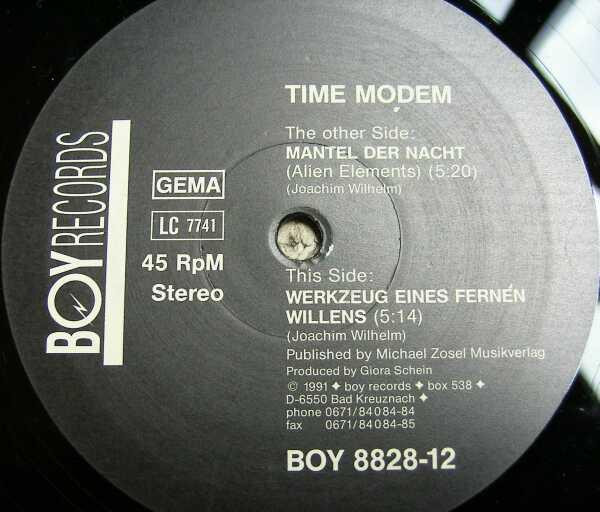 BOY RECORDS
GEMA
LC 7741
45 RpM
Stereo
TIME MODEM
The other Side:
MANTEL DER NACHT
(Alien Elements) (5:20)
(Joachim Wilhelm)
This Side:
WERKZEUG EINES FERNEN
WILLENS (5:14)
(Joachim Wilhelm)
Published by Michael Zosel Musikverlag
Produced by Giora Schein
© 1991 ✦ boy records ✦ box 538 ✦
D-6550 Bad Kreuznach ✦
phone 0671/84084-84
fax 0671/84084-85
BOY 8828-12